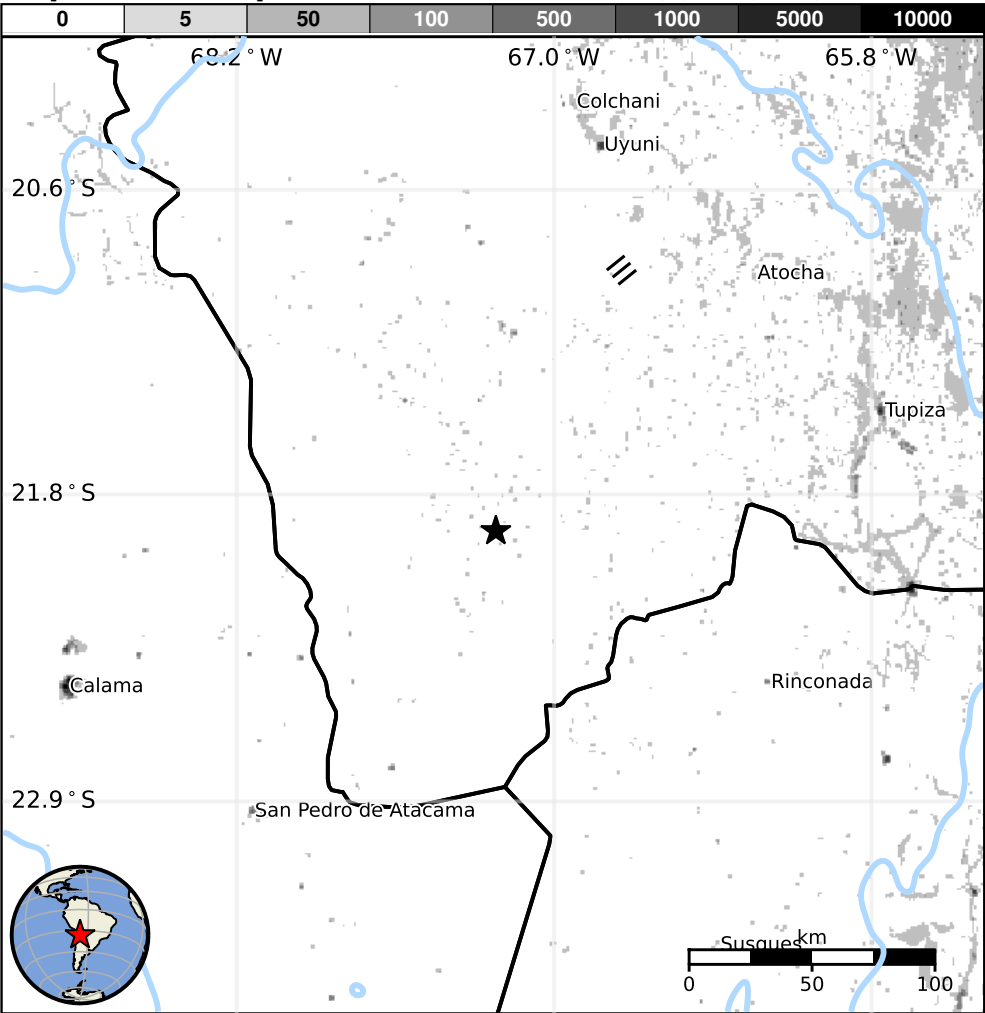 0 5 50 100 500 1000 5000 10000
68.2°W 67.0°W 65.8°W
Colchani
Uyuni
20.6°S
Atocha
Tupiza
21.8°S
Calama
Rinconada
22.9°S
San Pedro de Atacama
Susques km
0 50 100